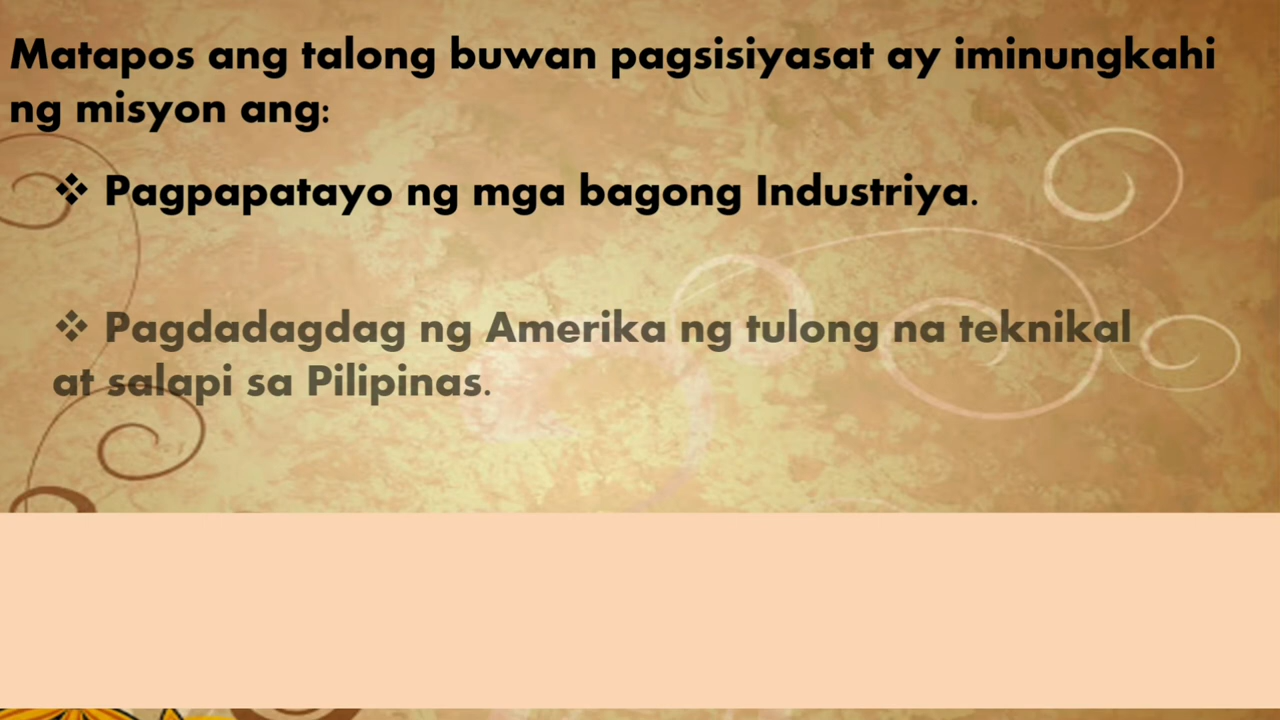 Matapos ang talong buwan pagsisiyasat ay iminungkahi
ng misyon ang:
❖ Pagpapatayo ng mga bagong Industriya.
❖ Pagdadagdag ng Amerika ng tulong na teknikal
at salapi sa Pilipinas.